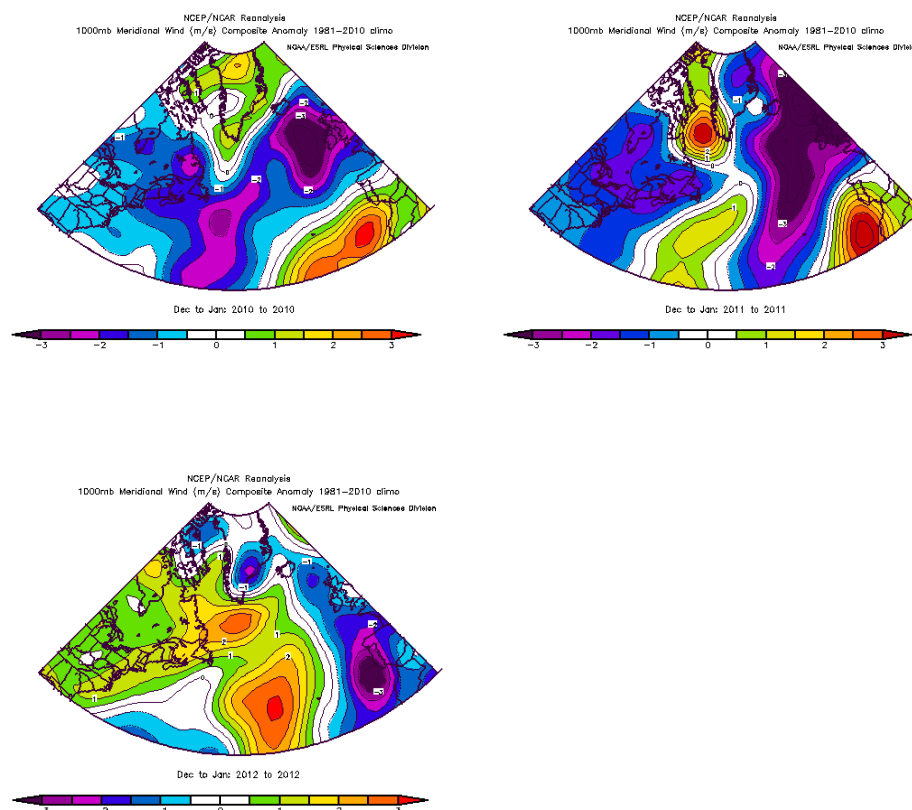 NCEP/NCAR Reanalysis
1000mb Meridional Wind (m/s) Composite Anomaly 1981-2010 climo
NOAA/ESRL Physical Sciences Division
Dec to Jan: 2010 to 2010
-3 -2 -1 0 1 2 3
NCEP/NCAR Reanalysis
1000mb Meridional Wind (m/s) Composite Anomaly 1981-2010 climo
NOAA/ESRL Physical Sciences Division
Dec to Jan: 2011 to 2011
-3 -2 -1 0 1 2 3
NCEP/NCAR Reanalysis
1000mb Meridional Wind (m/s) Composite Anomaly 1981-2010 climo
NOAA/ESRL Physical Sciences Division
Dec to Jan: 2012 to 2012